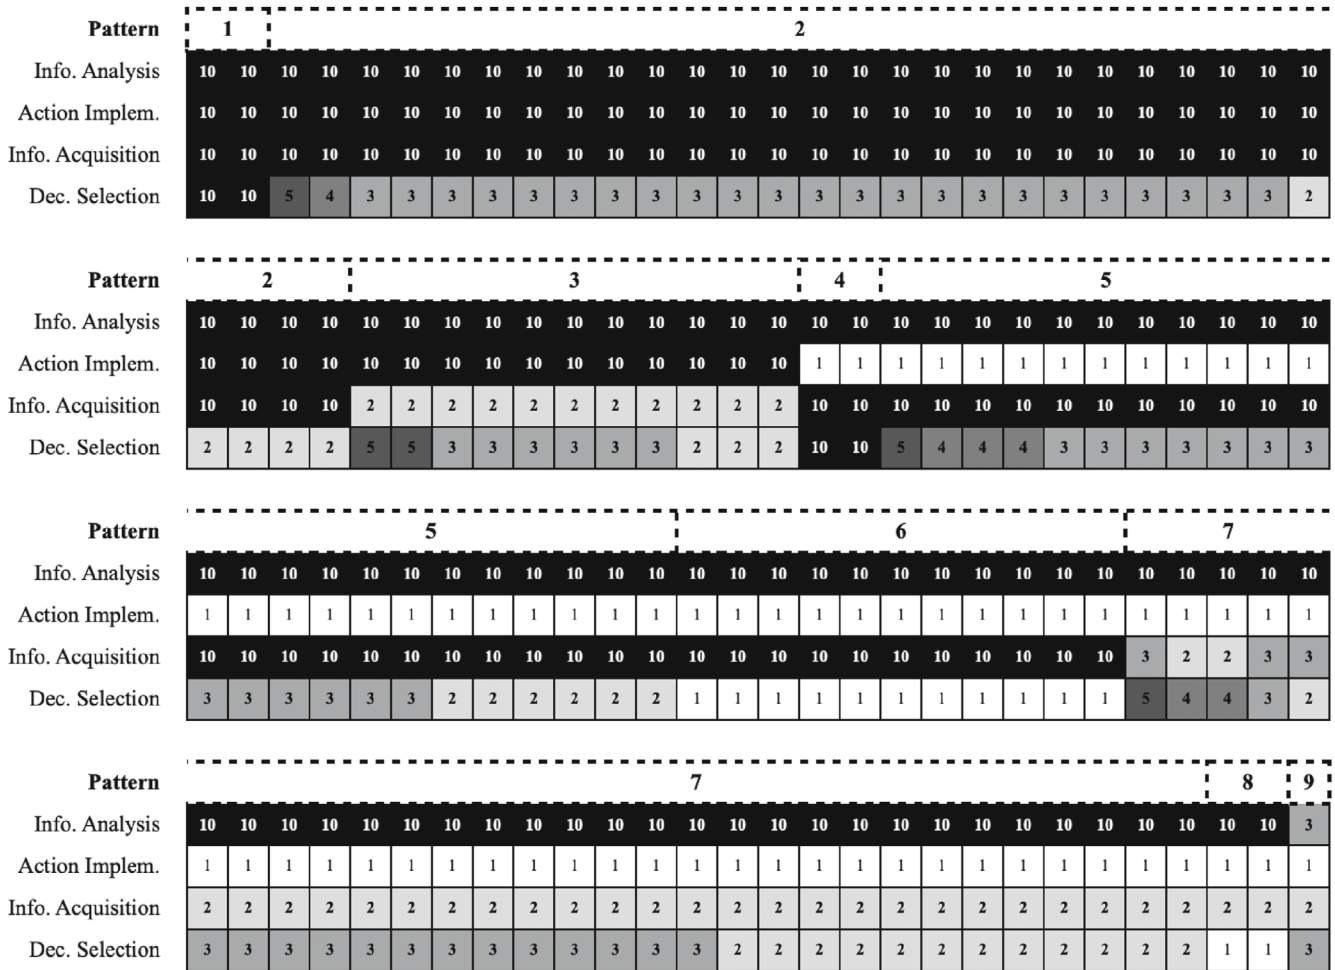 Pattern 1 2
Info. Analysis 10 10 10 10 10 10 10 10 10 10 10 10 10 10 10 10 10 10 10 10 10 10 10 10 10 10 10 10
Action Implem. 10 10 10 10 10 10 10 10 10 10 10 10 10 10 10 10 10 10 10 10 10 10 10 10 10 10 10 10
Info. Acquisition 10 10 10 10 10 10 10 10 10 10 10 10 10 10 10 10 10 10 10 10 10 10 10 10 10 10 10 10
Dec. Selection 10 10 5 4 3 3 3 3 3 3 3 3 3 3 3 3 3 3 3 3 3 3 3 3 3 3 3 2
Pattern 2 3 4 5
Info. Analysis 10 10 10 10 10 10 10 10 10 10 10 10 10 10 10 10 10 10 10 10 10 10 10 10 10 10 10 10
Action Implem. 10 10 10 10 10 10 10 10 10 10 10 10 10 10 10 1 1 1 1 1 1 1 1 1 1 1 1 1
Info. Acquisition 10 10 10 10 2 2 2 2 2 2 2 2 2 2 2 10 10 10 10 10 10 10 10 10 10 10 10 10
Dec. Selection 2 2 2 2 5 5 3 3 3 3 3 3 2 2 2 10 10 5 4 4 4 3 3 3 3 3 3 3
Pattern 5 6 7
Info. Analysis 10 10 10 10 10 10 10 10 10 10 10 10 10 10 10 10 10 10 10 10 10 10 10 10 10 10 10 10
Action Implem. 1 1 1 1 1 1 1 1 1 1 1 1 1 1 1 1 1 1 1 1 1 1 1 1 1 1 1 1
Info. Acquisition 10 10 10 10 10 10 10 10 10 10 10 10 10 10 10 10 10 10 10 10 10 10 10 3 2 2 3 3
Dec. Selection 3 3 3 3 3 3 2 2 2 2 2 2 1 1 1 1 1 1 1 1 1 1 1 5 4 4 3 2
Pattern 7 8 9
Info. Analysis 10 10 10 10 10 10 10 10 10 10 10 10 10 10 10 10 10 10 10 10 10 10 10 10 10 10 10 3
Action Implem. 1 1 1 1 1 1 1 1 1 1 1 1 1 1 1 1 1 1 1 1 1 1 1 1 1 1 1 1
Info. Acquisition 2 2 2 2 2 2 2 2 2 2 2 2 2 2 2 2 2 2 2 2 2 2 2 2 2 2 2 2
Dec. Selection 3 3 3 3 3 3 3 3 3 3 3 3 3 2 2 2 2 2 2 2 2 2 2 2 2 1 1 3